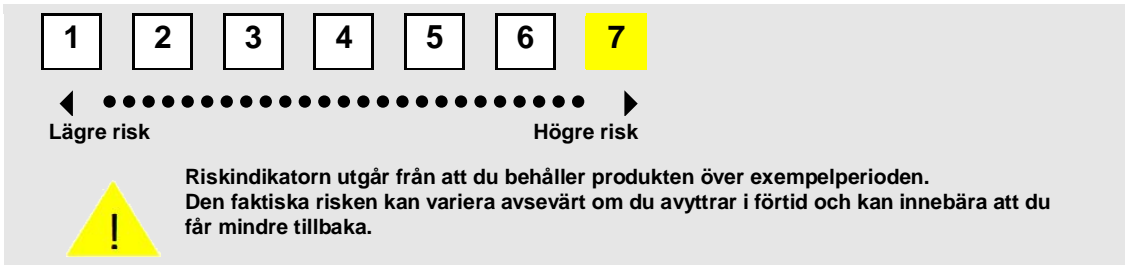 1 2 3 4 5 6 7
Lägre risk Högre risk
Riskindikatorn utgår från att du behåller produkten över exempelperioden.
Den faktiska risken kan variera avsevärt om du avyttrar i förtid och kan innebära att du
får mindre tillbaka.
!